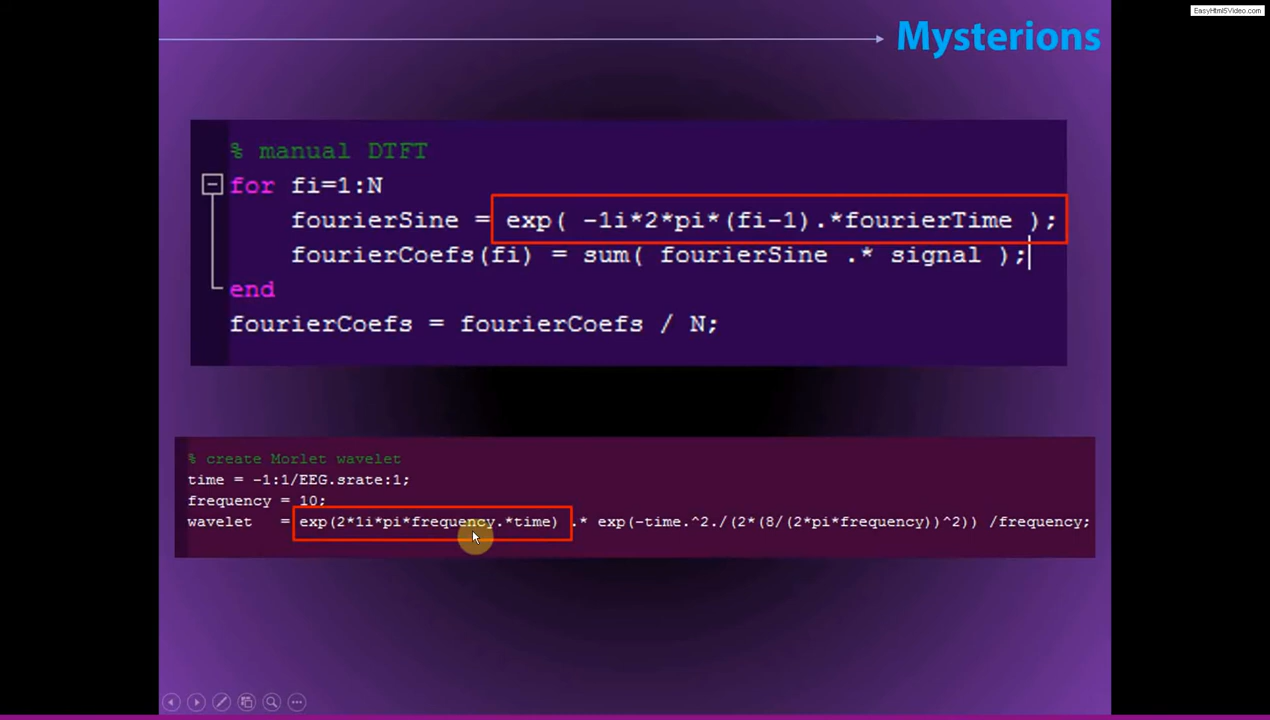 EasyHtml5Video.com
Mysterions
% manual DTFT
for fi=1:N
fourierSine = exp( -1i*2*pi*(fi-1).*fourierTime );
fourierCoefs(fi) = sum( fourierSine .* signal );
end
fourierCoefs = fourierCoefs / N;
% create Morlet wavelet
time = -1:1/EEG.srate:1;
frequency = 10;
wavelet = exp(2*1i*pi*frequency.*time) .* exp(-time.^2./(2*(8/(2*pi*frequency))^2)) /frequency;